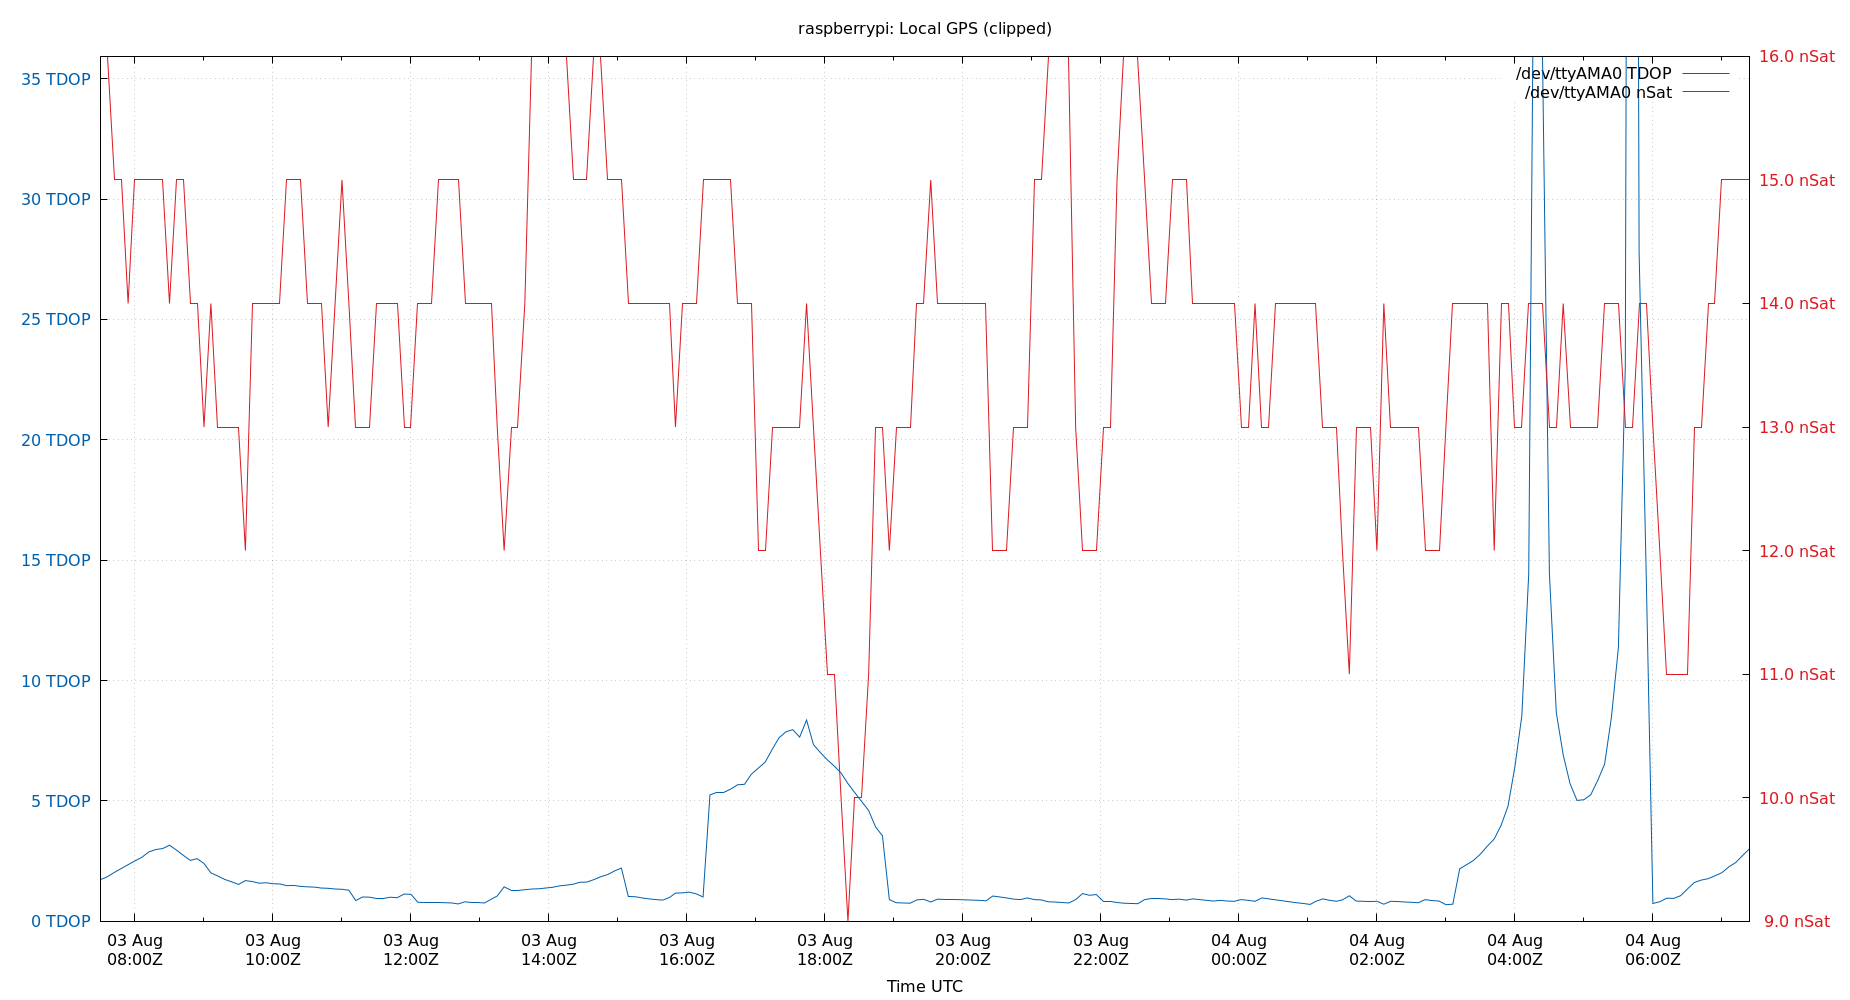 raspberrypi: Local GPS (clipped)
35 TDOP
30 TDOP
25 TDOP
20 TDOP
15 TDOP
10 TDOP
5 TDOP
0 TDOP
16.0 nSat
15.0 nSat
14.0 nSat
13.0 nSat
12.0 nSat
11.0 nSat
10.0 nSat
9.0 nSat
/dev/ttyAMA0 TDOP
/dev/ttyAMA0 nSat
03 Aug
08:00Z
03 Aug
10:00Z
03 Aug
12:00Z
03 Aug
14:00Z
03 Aug
16:00Z
03 Aug
18:00Z
03 Aug
20:00Z
03 Aug
22:00Z
04 Aug
00:00Z
04 Aug
02:00Z
04 Aug
04:00Z
04 Aug
06:00Z
Time UTC